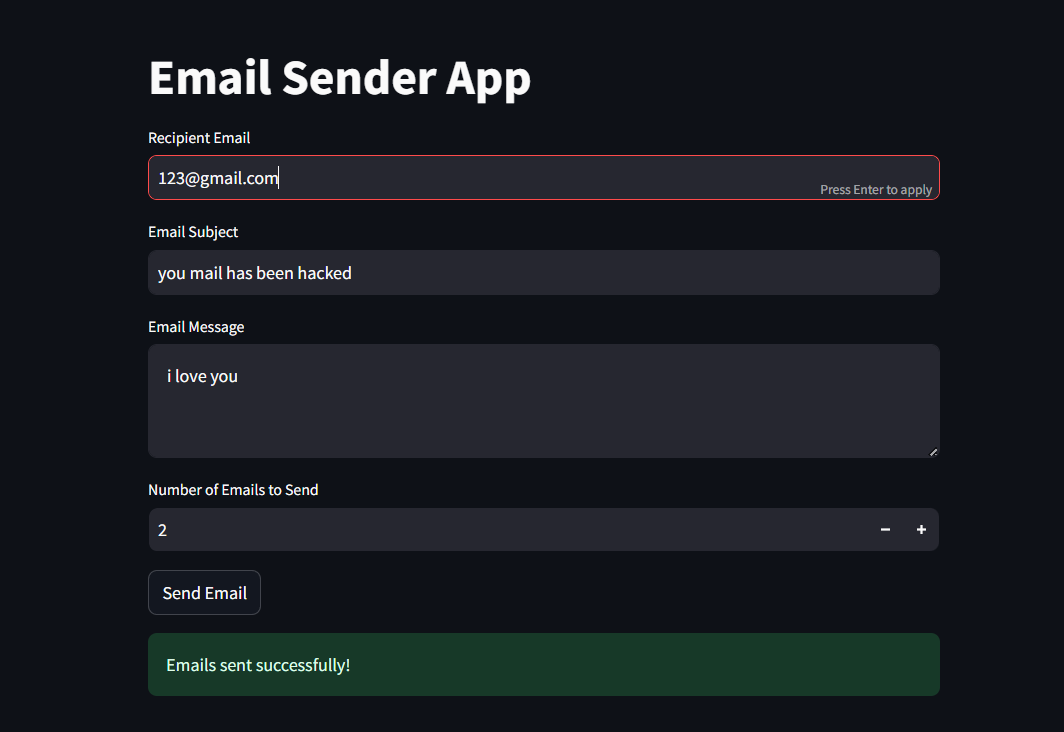 Email Sender App
Recipient Email
123@gmail.com
Press Enter to apply
Email Subject
you mail has been hacked
Email Message
i love you
Number of Emails to Send
2
Send Email
Emails sent successfully!